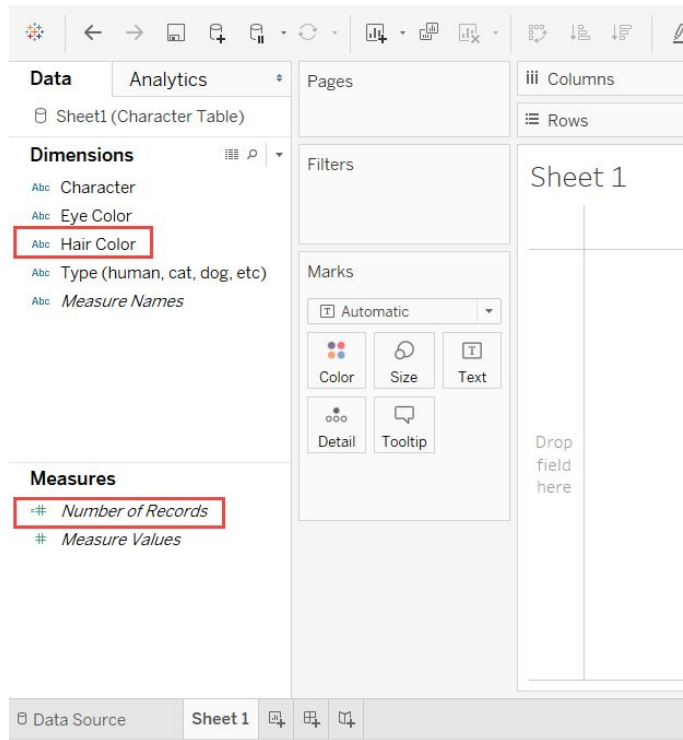 Data Analytics
Sheet1 (Character Table)
Dimensions
Abc Character
Abc Eye Color
Abc Hair Color
Abc Type (human, cat, dog, etc)
Abc Measure Names
Measures
=# Number of Records
# Measure Values
Pages
Filters
Marks
T Automatic
Color Size T Text
Detail Tooltip
iii Columns
Rows
Sheet 1
Drop
field
here
Data Source Sheet 1